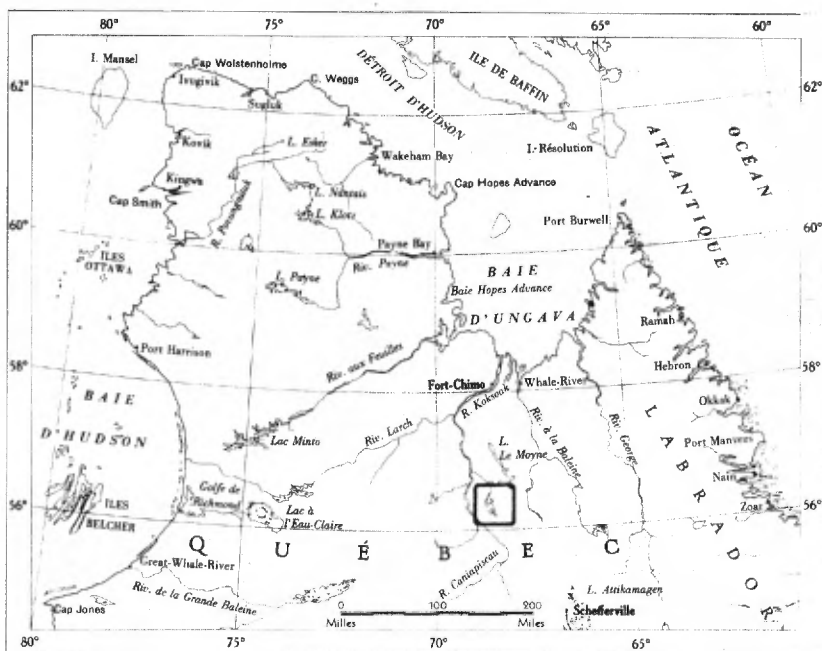 80° 75° 70° 65° 60°
I. Mansel
Cap Wolstenholme
Ivugivik
Sugluk
C. Weggs
DÉTROIT D'HUDSON
ILE DE BAFFIN
I. Résolution
OCÉAN
ATLANTIQUE
62° 62°
Kovik
L. Esker
Wakeham Bay
Kingwa
Cap Smith
L. Nantais
L. Klotz
Cap Hopes Advance
Port Burwell
60° 60°
ILES
OTTAWA
Payne Bay
Riv. Payne
L. Payne
BAIE
Baie Hopes Advance
D'UNGAVA
Ramah
Hebron
58° 58°
Port Harrison
Riv. aux Feuilles
Fort-Chimo
R. Koksoak
Whale-River
Okkak
BAIE
D'HUDSON
Lac Minto
Riv. Larch
L.
Le Moyne
Riv. à la Baleine
Riv. George
Port Manvers
Nain
Zoar
LABRADOR
56° 56°
Golfe de
Richmond
ILES
BELCHER
Lac à
l'Eau-Claire
QUÉBEC
Great-Whale-River
Riv. de la Grande Baleine
R. Caniapiscau
L. Attikamagen
Schefferville
Cap Jones
0 100 200
Milles Miles
80° 75° 70° 65°